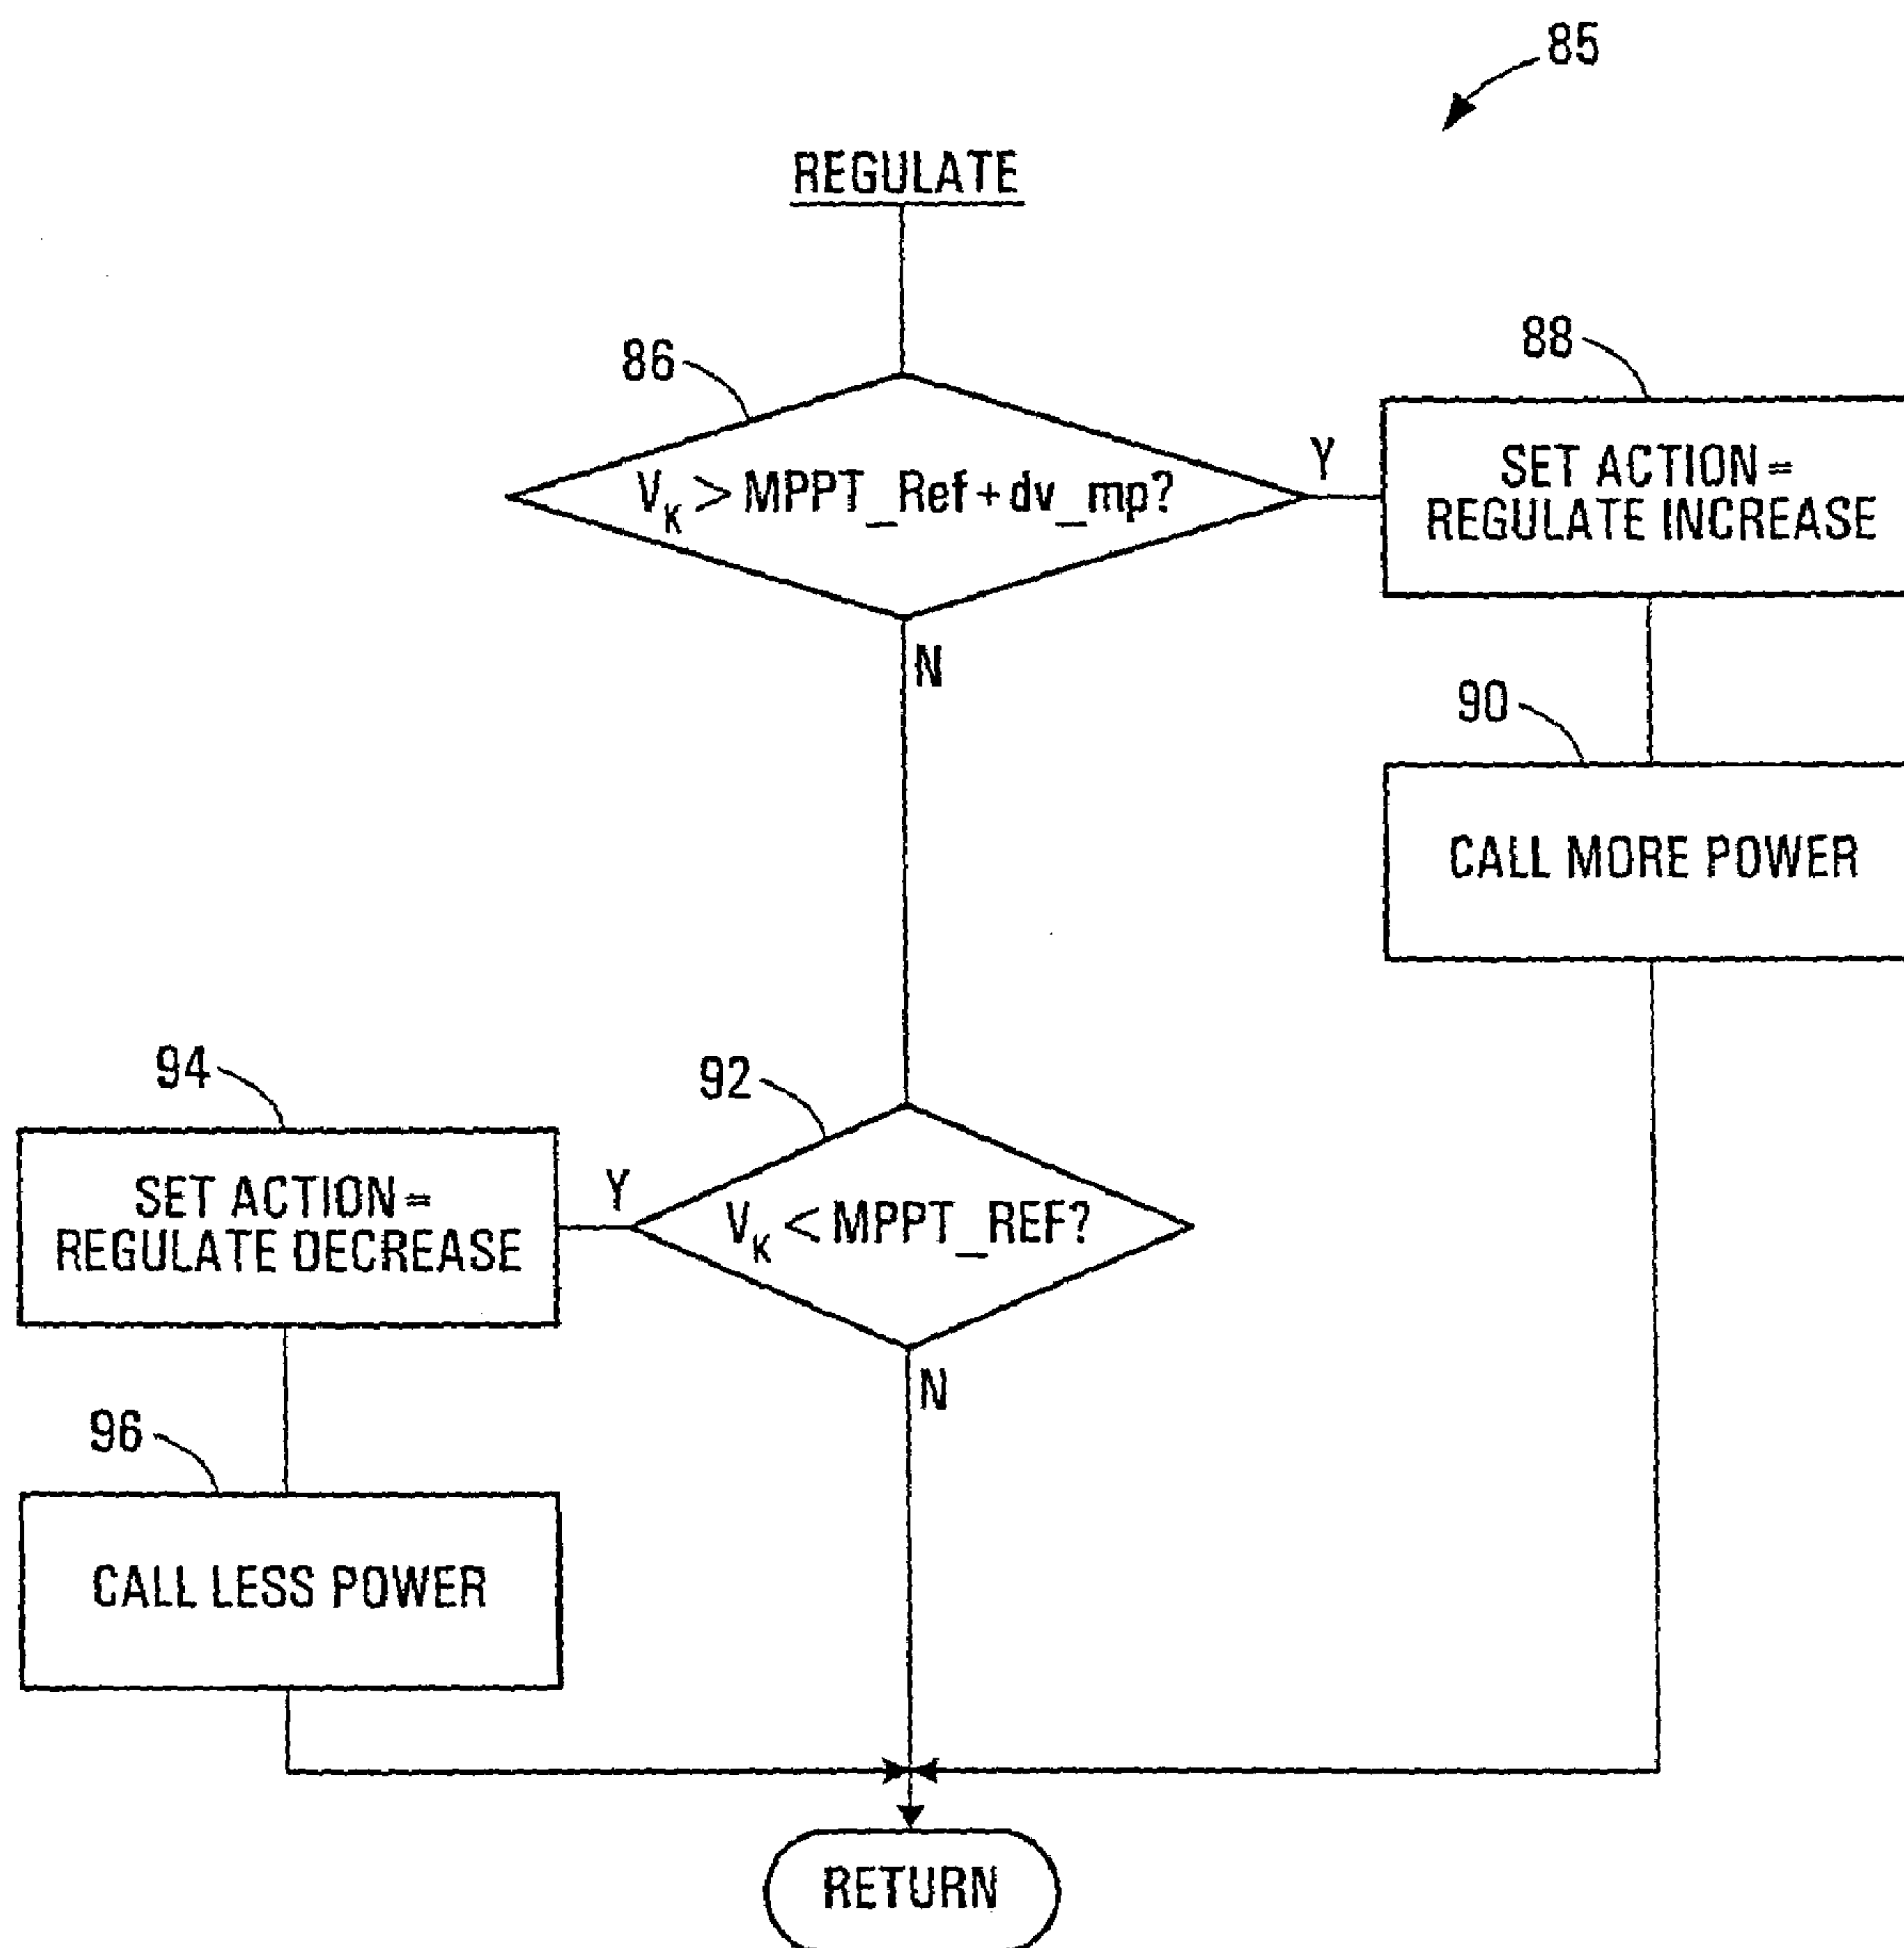 85
REGULATE
86
V_K > MPPT_Ref+dv_mp?
Y
N
88
SET ACTION =
REGULATE INCREASE
90
CALL MORE POWER
92
V_K < MPPT_REF?
Y
N
94
SET ACTION =
REGULATE DECREASE
96
CALL LESS POWER
RETURN